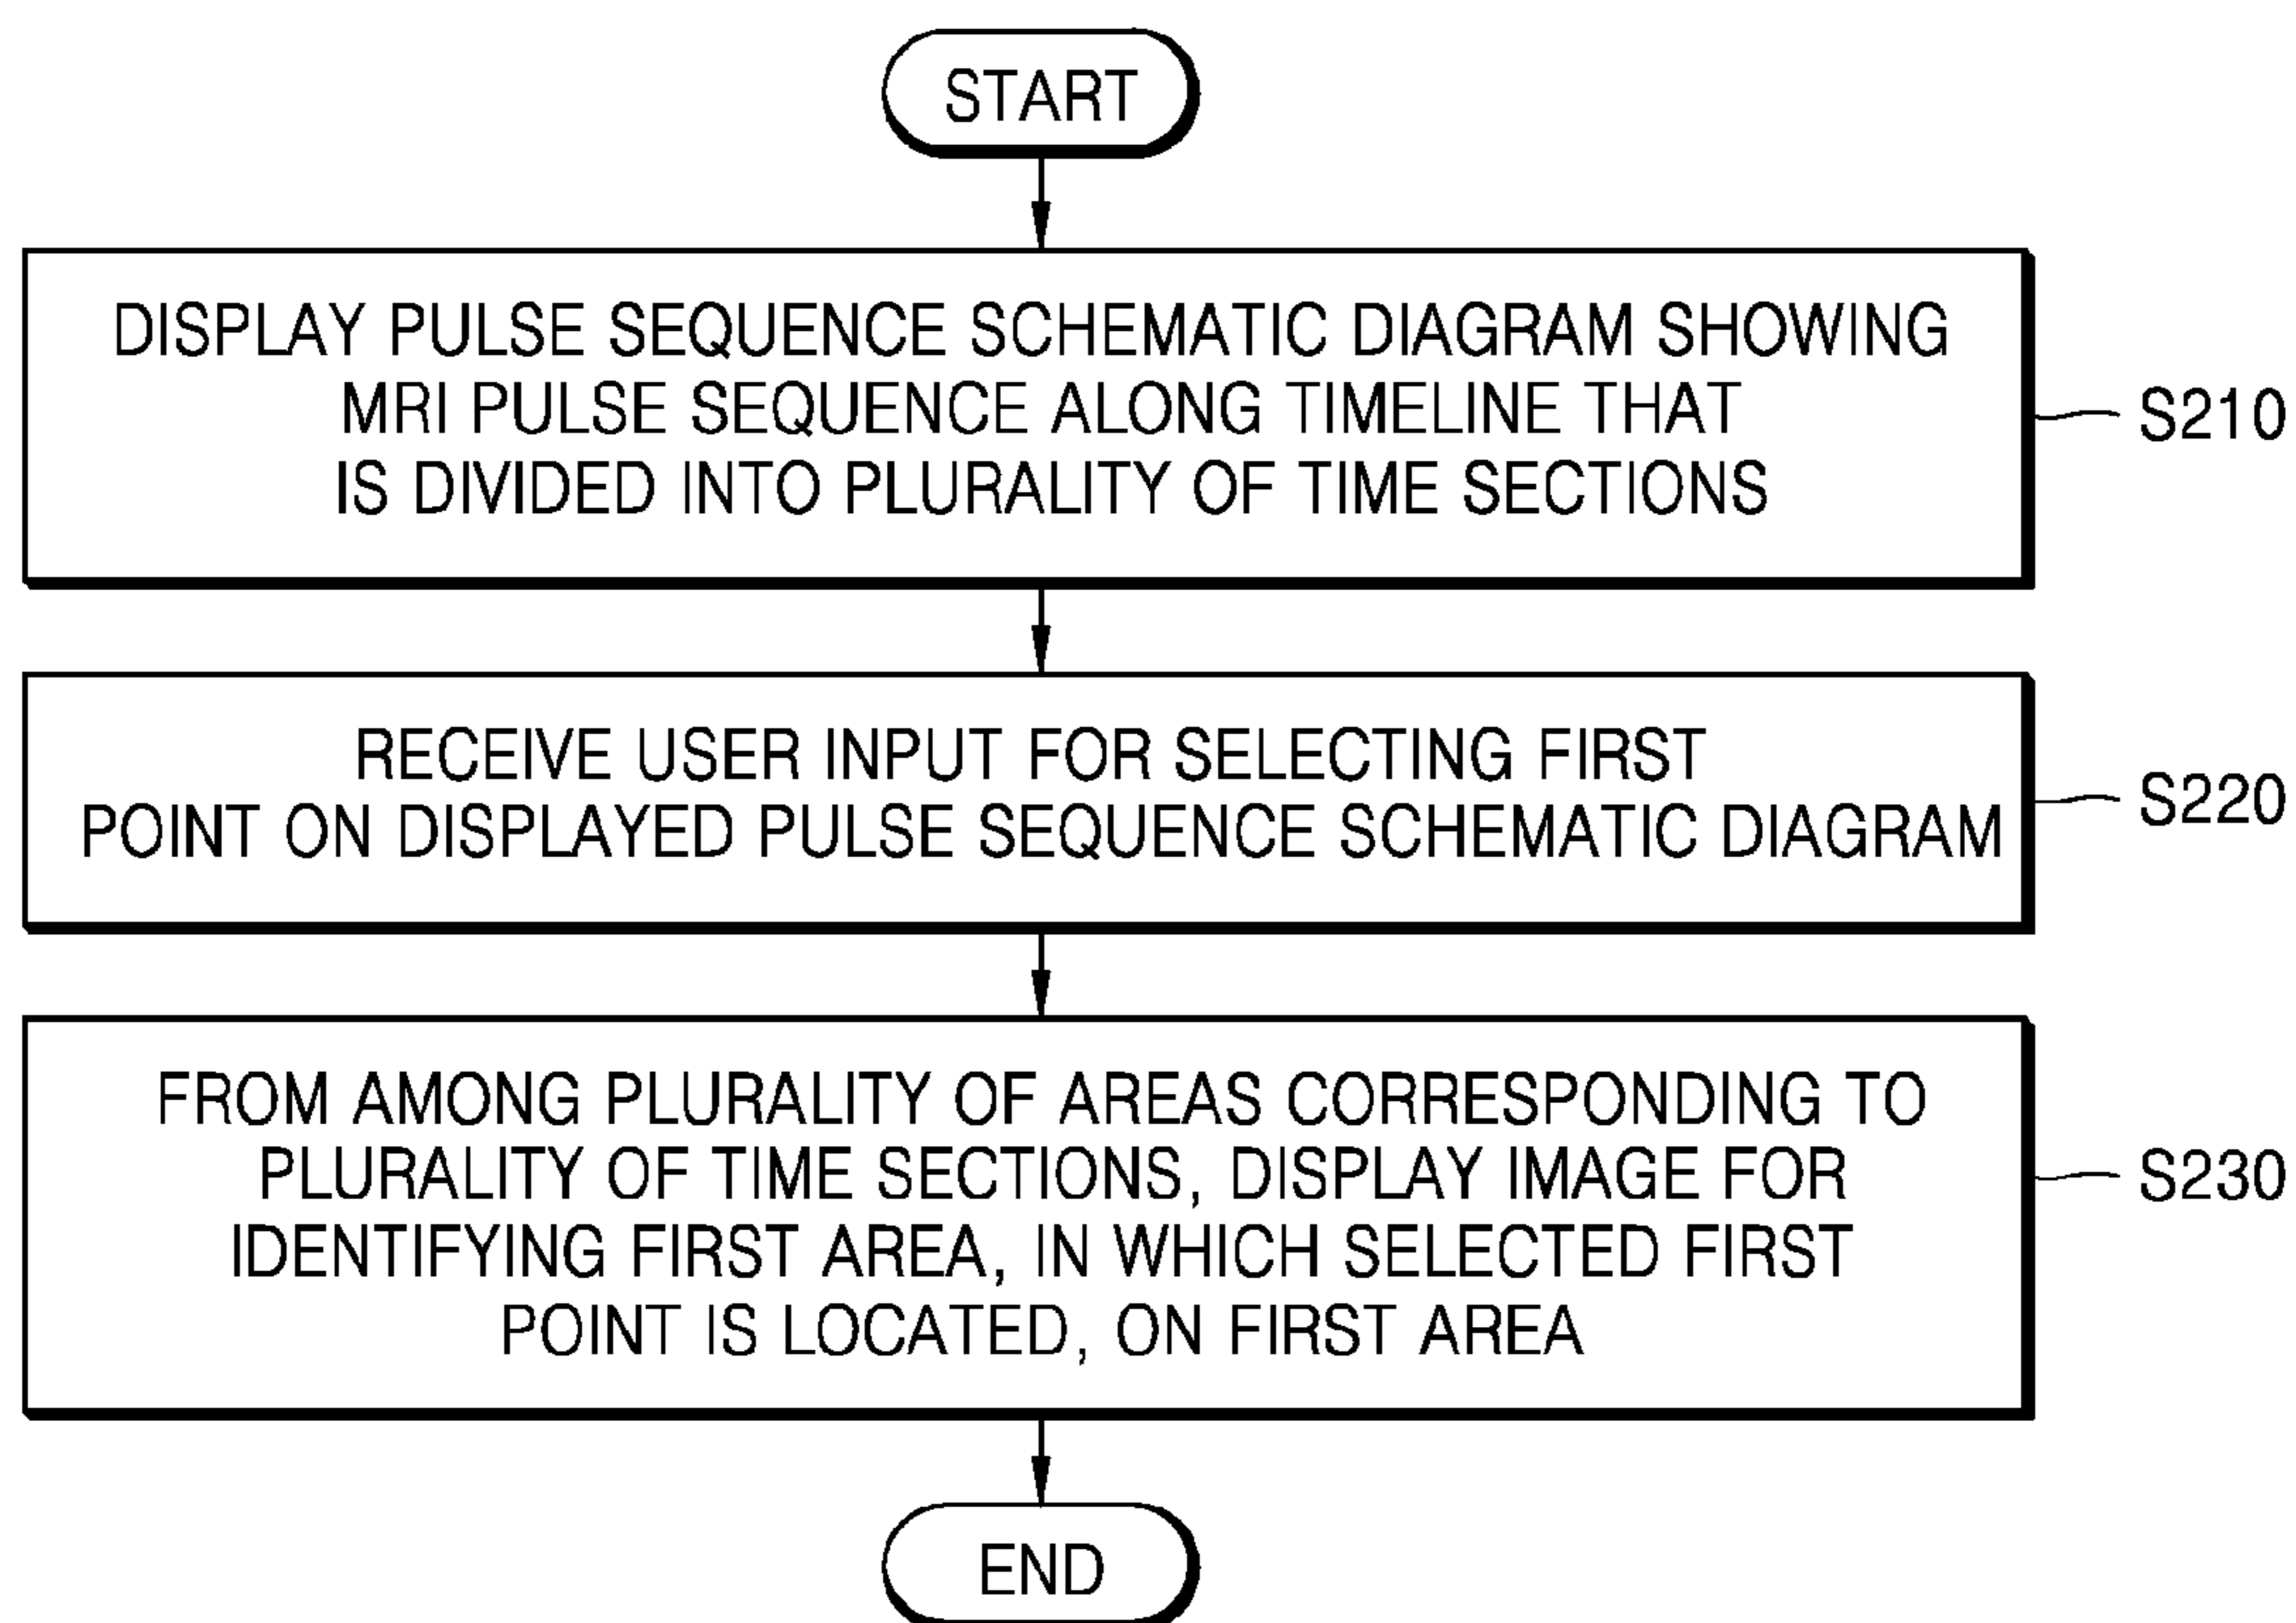 START
DISPLAY PULSE SEQUENCE SCHEMATIC DIAGRAM SHOWING
MRI PULSE SEQUENCE ALONG TIMELINE THAT
IS DIVIDED INTO PLURALITY OF TIME SECTIONS
S210
RECEIVE USER INPUT FOR SELECTING FIRST
POINT ON DISPLAYED PULSE SEQUENCE SCHEMATIC DIAGRAM
S220
FROM AMONG PLURALITY OF AREAS CORRESPONDING TO
PLURALITY OF TIME SECTIONS, DISPLAY IMAGE FOR
IDENTIFYING FIRST AREA, IN WHICH SELECTED FIRST
POINT IS LOCATED, ON FIRST AREA
S230
END